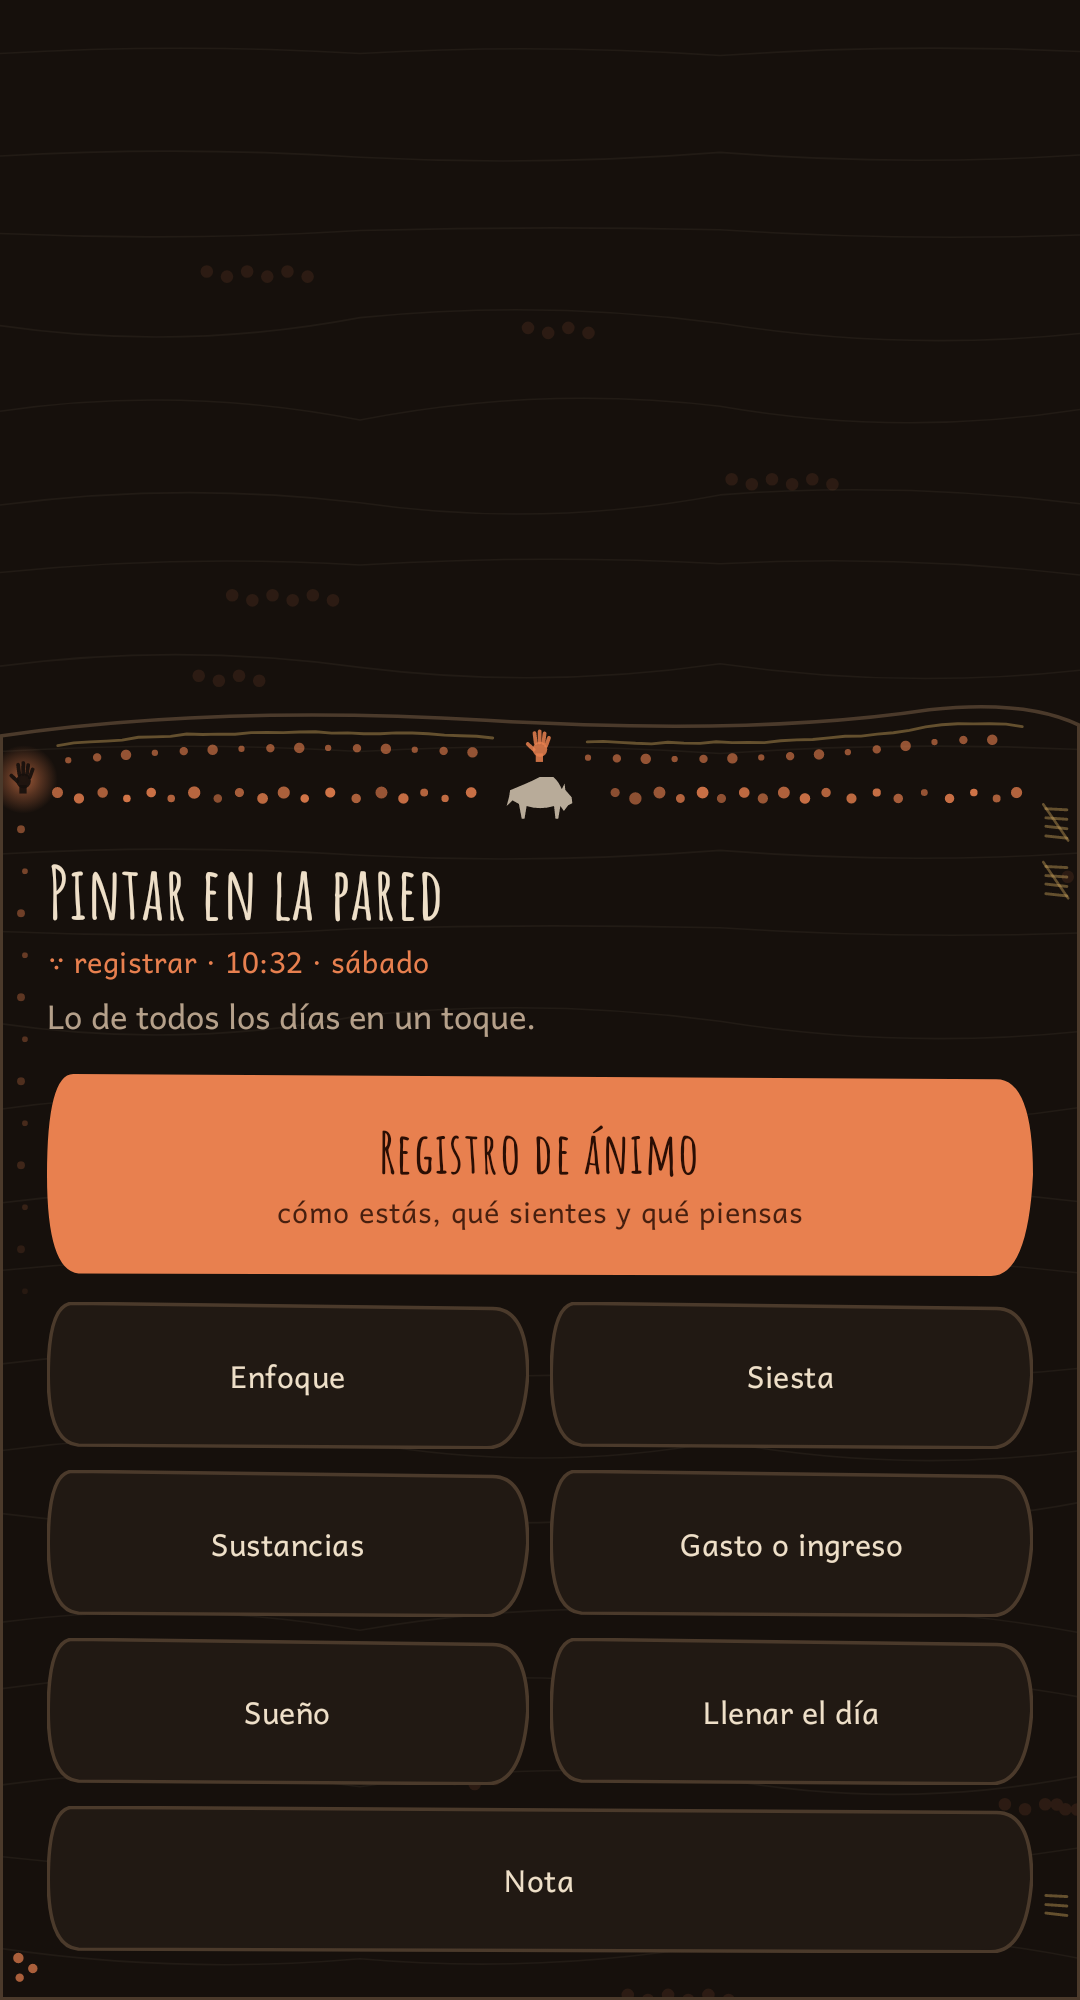 Pintar en la pared
registrar · 10:32 · sábado
Lo de todos los días en un toque.
Registro de ánimo
cómo estás, qué sientes y qué piensas
Enfoque
Siesta
Sustancias
Gasto o ingreso
Sueño
Llenar el día
Nota